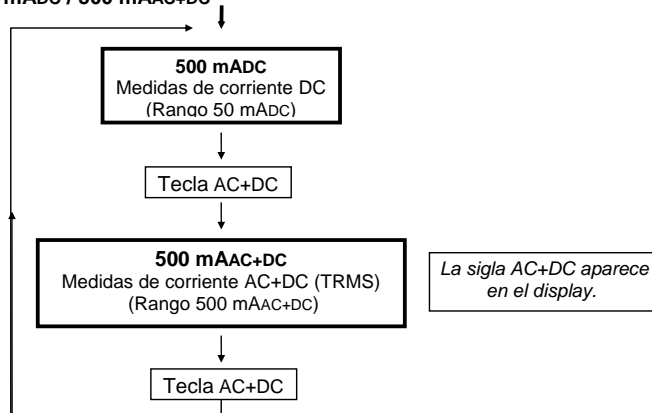 500 mADC
Medidas de corriente DC
(Rango 50 mADC)
Tecla AC+DC
500 mAAC+DC
Medidas de corriente AC+DC (TRMS)
(Rango 500 mAAC+DC)
La sigla AC+DC aparece
en el display.
Tecla AC+DC